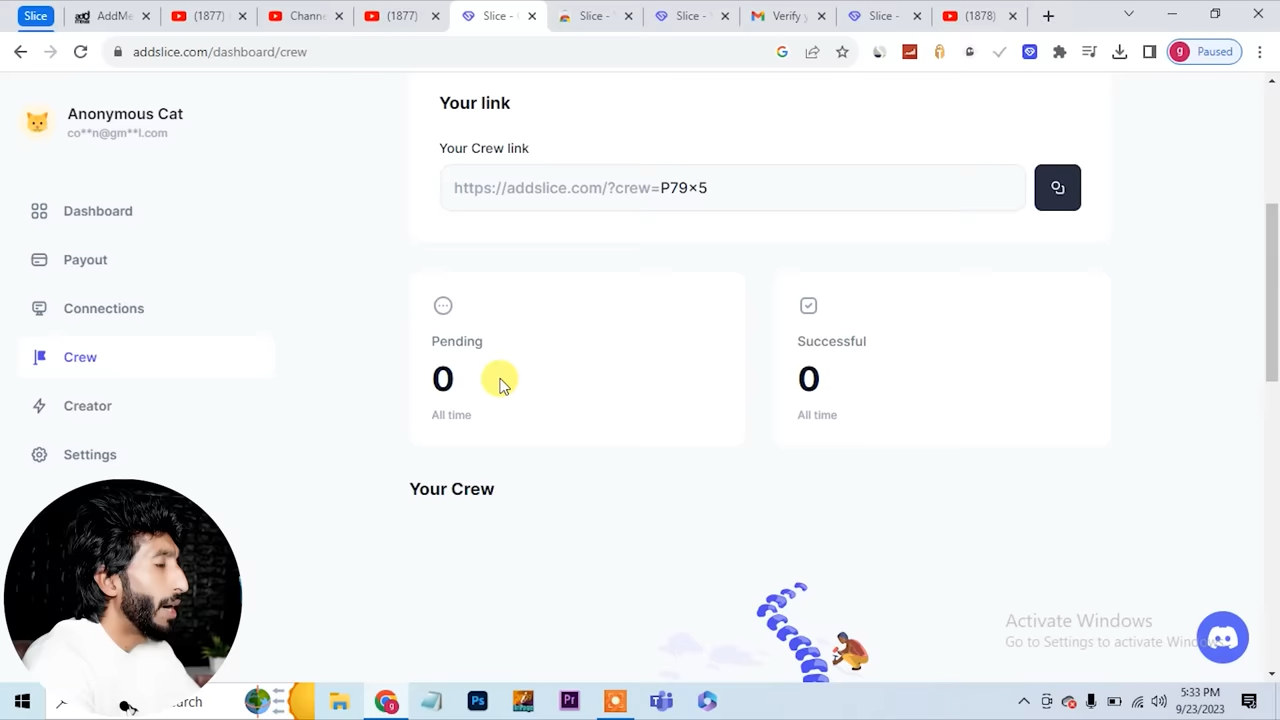 Slice
AddMe
(1877)
Chann
(1877)
Slice - (
Slice -
Slice -
Verify
Slice -
(1878)
addslice.com/dashboard/crew
g Paused
Anonymous Cat
co**n@gm**l.com
Dashboard
Payout
Connections
Crew
Creator
Settings
Your link
Your Crew link
https://addslice.com/?crew=P79×5
Pending
0
All time
Successful
0
All time
Your Crew
Activate Windows
Go to Settings to activate Windows
5:33 PM
9/23/2023